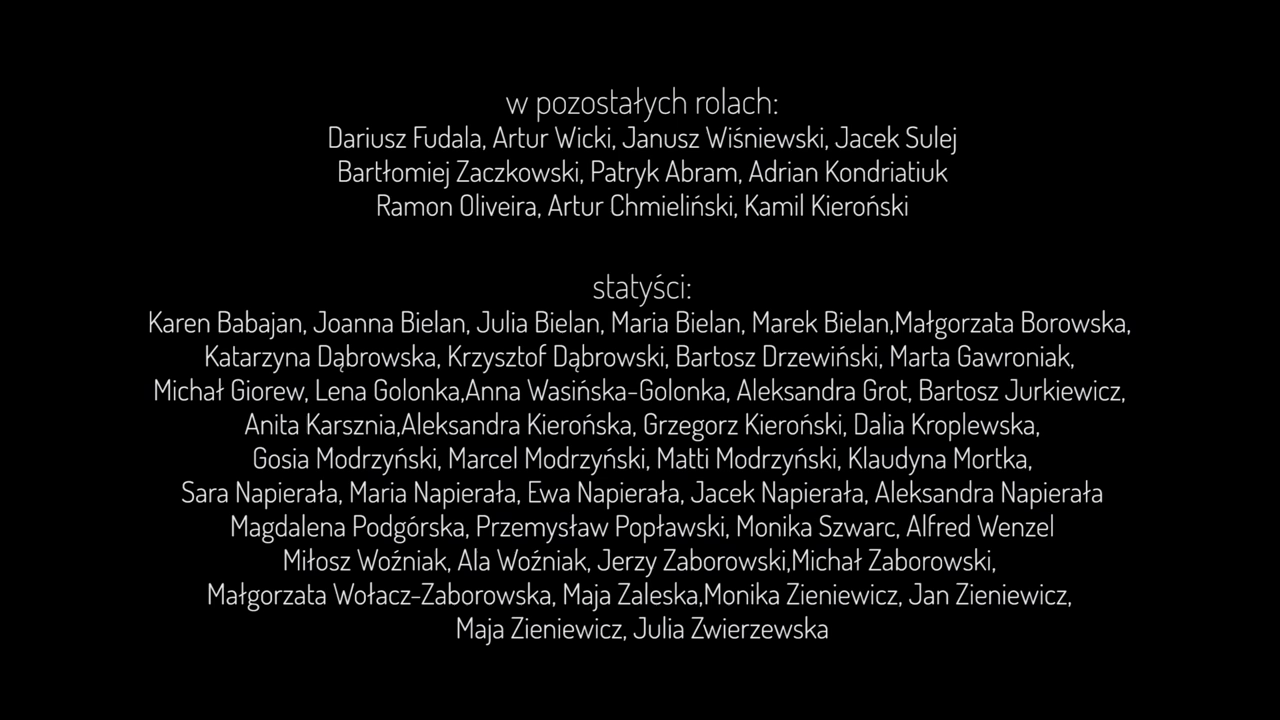 w pozostałych rolach:
Dariusz Fudala, Artur Wicki, Janusz Wiśniewski, Jacek Sulej
Bartłomiej Zaczkowski, Patryk Abram, Adrian Kondriatiuk
Ramon Oliveira, Artur Chmieliński, Kamil Kieroński
statyści:
Karen Babajan, Joanna Bielan, Julia Bielan, Maria Bielan, Marek Bielan,Małgorzata Borowska,
Katarzyna Dąbrowska, Krzysztof Dąbrowski, Bartosz Drzewiński, Marta Gawroniak,
Michał Giorew, Lena Golonka,Anna Wasińska-Golonka, Aleksandra Grot, Bartosz Jurkiewicz,
Anita Karsznia,Aleksandra Kierońska, Grzegorz Kieroński, Dalia Kroplewska,
Gosia Modrzyński, Marcel Modrzyński, Matti Modrzyński, Klaudyna Mortka,
Sara Napierała, Maria Napierała, Ewa Napierała, Jacek Napierała, Aleksandra Napierała
Magdalena Podgórska, Przemysław Popławski, Monika Szwarc, Alfred Wenzel
Miłosz Woźniak, Ala Woźniak, Jerzy Zaborowski,Michał Zaborowski,
Małgorzata Wołacz-Zaborowska, Maja Zaleska,Monika Zieniewicz, Jan Zieniewicz,
Maja Zieniewicz, Julia Zwierzewska